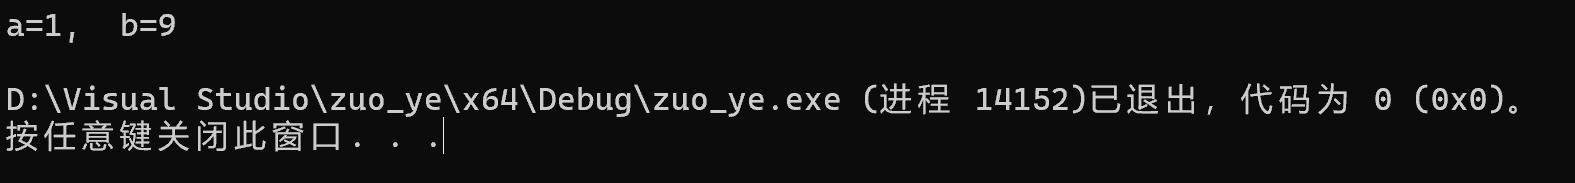 a=1,  b=9
D:\Visual Studio\zuo_ye\x64\Debug\zuo_ye.exe (进程 14152)已退出，代码为 0 (0x0)。
按任意键关闭此窗口. . .